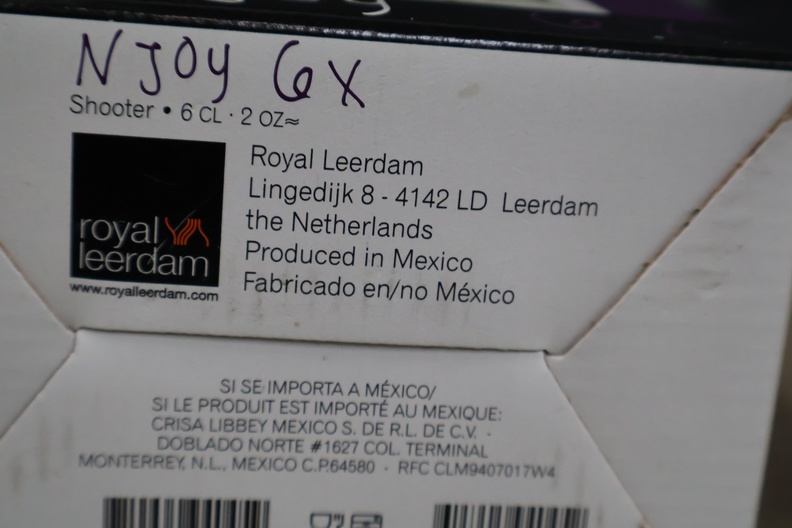 NJOY 6X
Shooter • 6 CL · 2 OZ≈
royal
leerdam
www.royalleerdam.com
Royal Leerdam
Lingedijk 8 - 4142 LD Leerdam
the Netherlands
Produced in Mexico
Fabricado en/no México
SI SE IMPORTA A MÉXICO/
SI LE PRODUIT EST IMPORTÉ AU MEXIQUE:
CRISA LIBBEY MEXICO S. DE R.L. DE C.V. ·
DOBLADO NORTE #1627 COL. TERMINAL
MONTERREY, N.L., MEXICO C.P.64580 · RFC CLM9407017W4